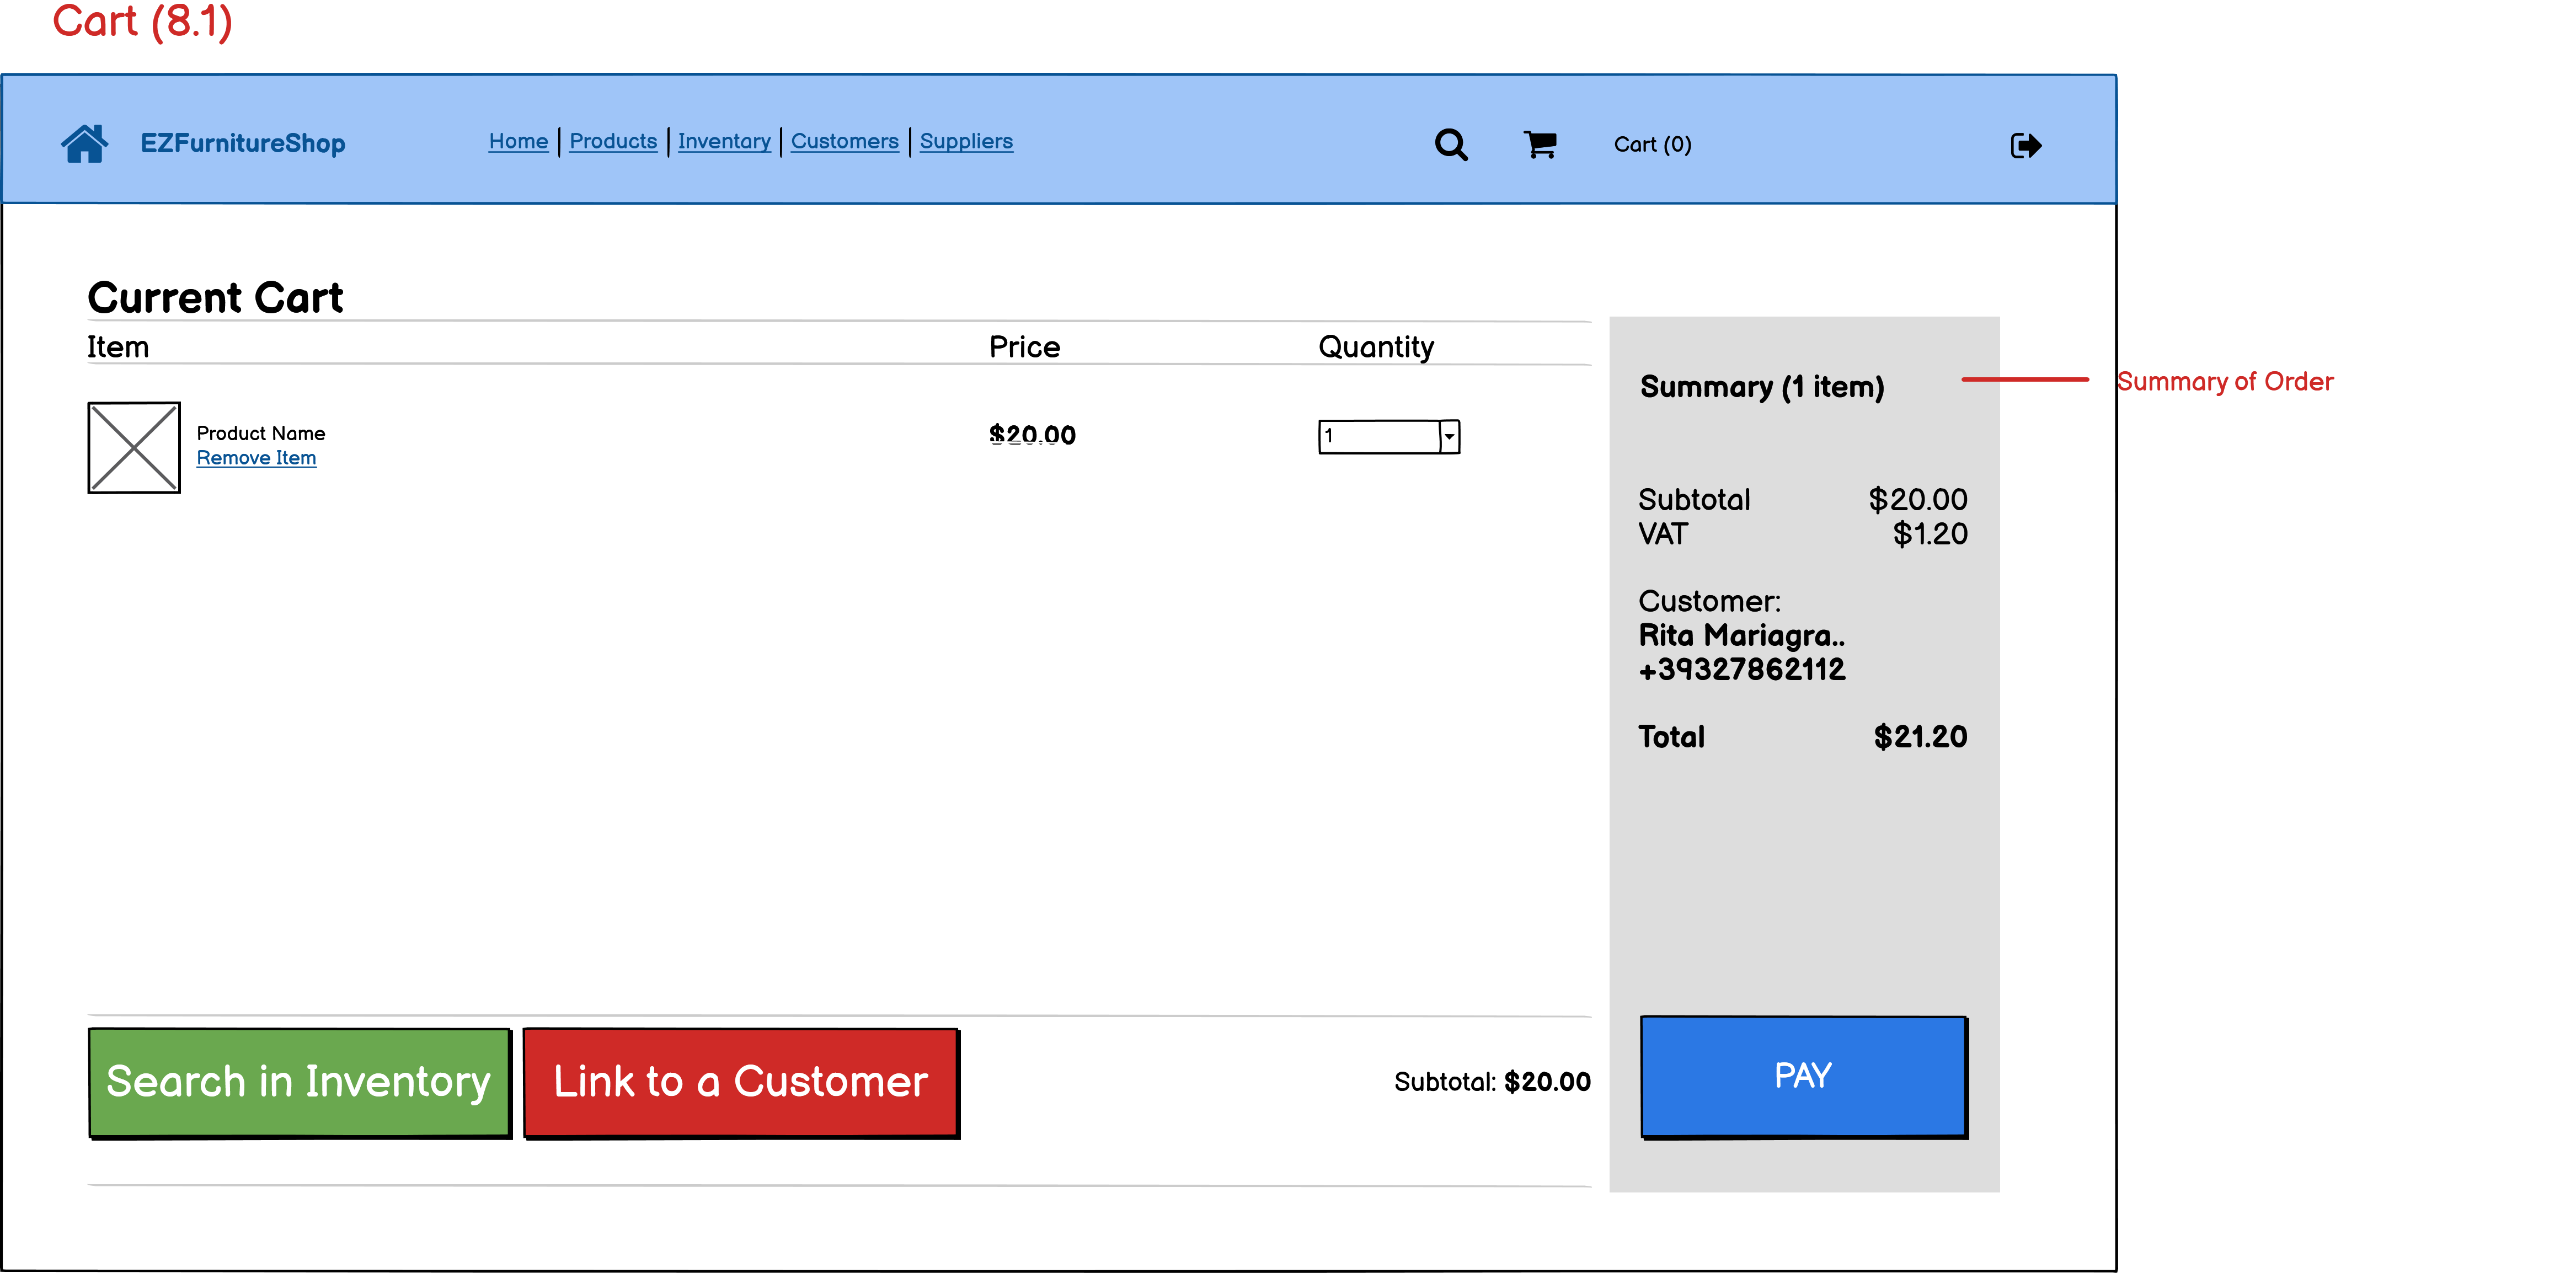 Cart (8.1)
EZFurnitureShop
Home | Products | Inventory | Customers | Suppliers
Cart (0)
Current Cart
Item Price Quantity
Product Name
Remove Item
$20.00
1
Summary (1 item)
Summary of Order
Subtotal $20.00
VAT $1.20
Customer:
Rita Mariagra..
+39327862112
Total $21.20
Search in Inventory
Link to a Customer
Subtotal: $20.00
PAY